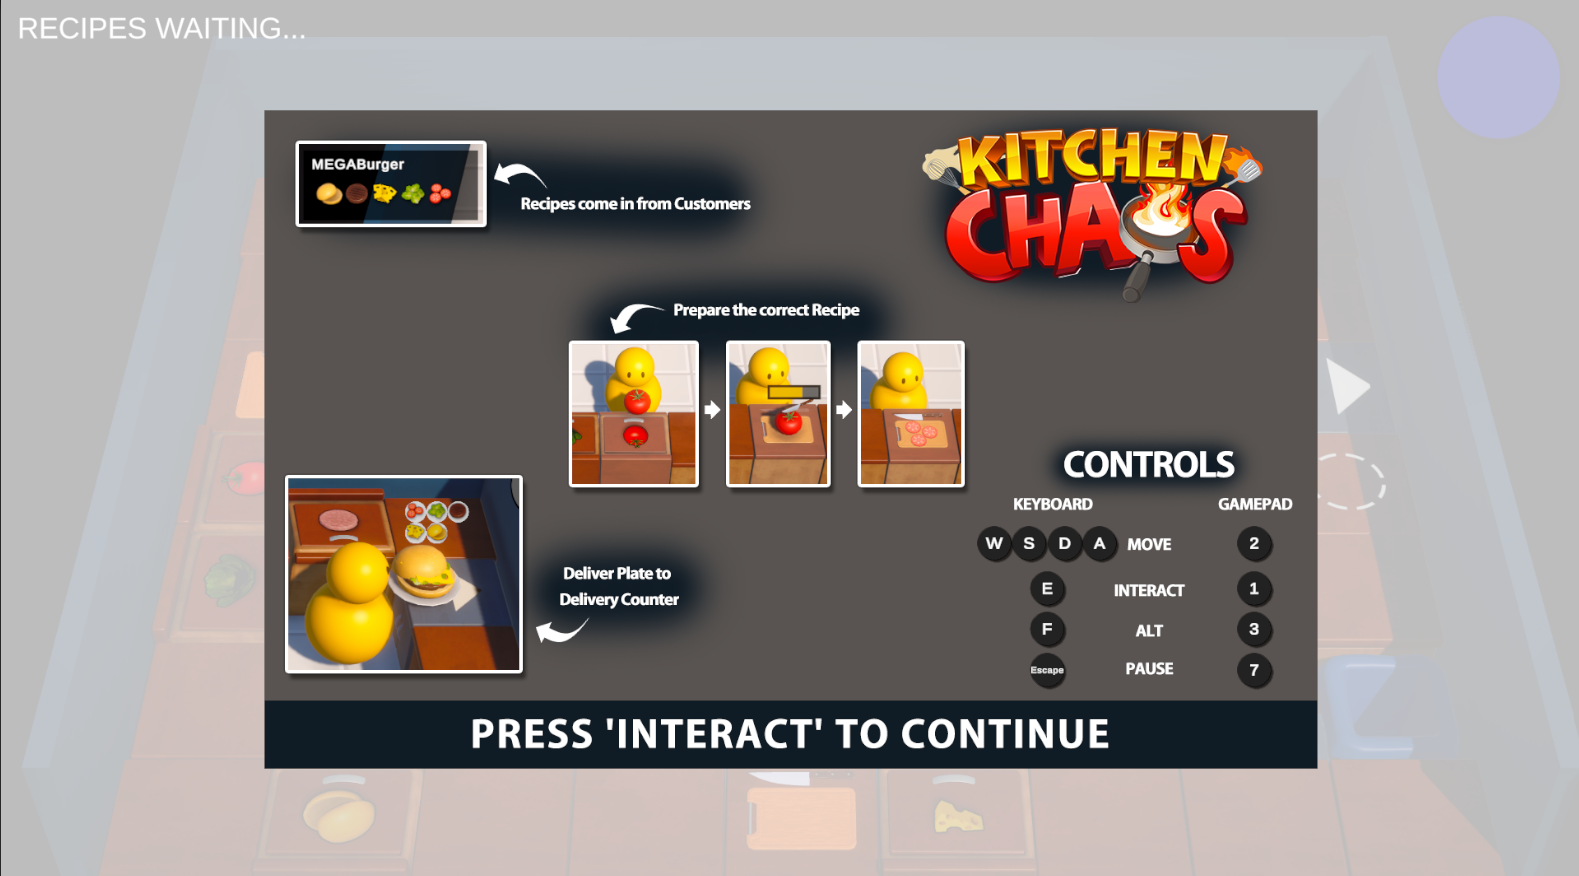 RECIPES WAITING...
MEGABurger
Recipes come in from Customers
KITCHEN
CHAOS
Prepare the correct Recipe
Deliver Plate to
Delivery Counter
CONTROLS
KEYBOARD GAMEPAD
W S D A MOVE 2
E INTERACT 1
F ALT 3
Escape PAUSE 7
PRESS 'INTERACT' TO CONTINUE